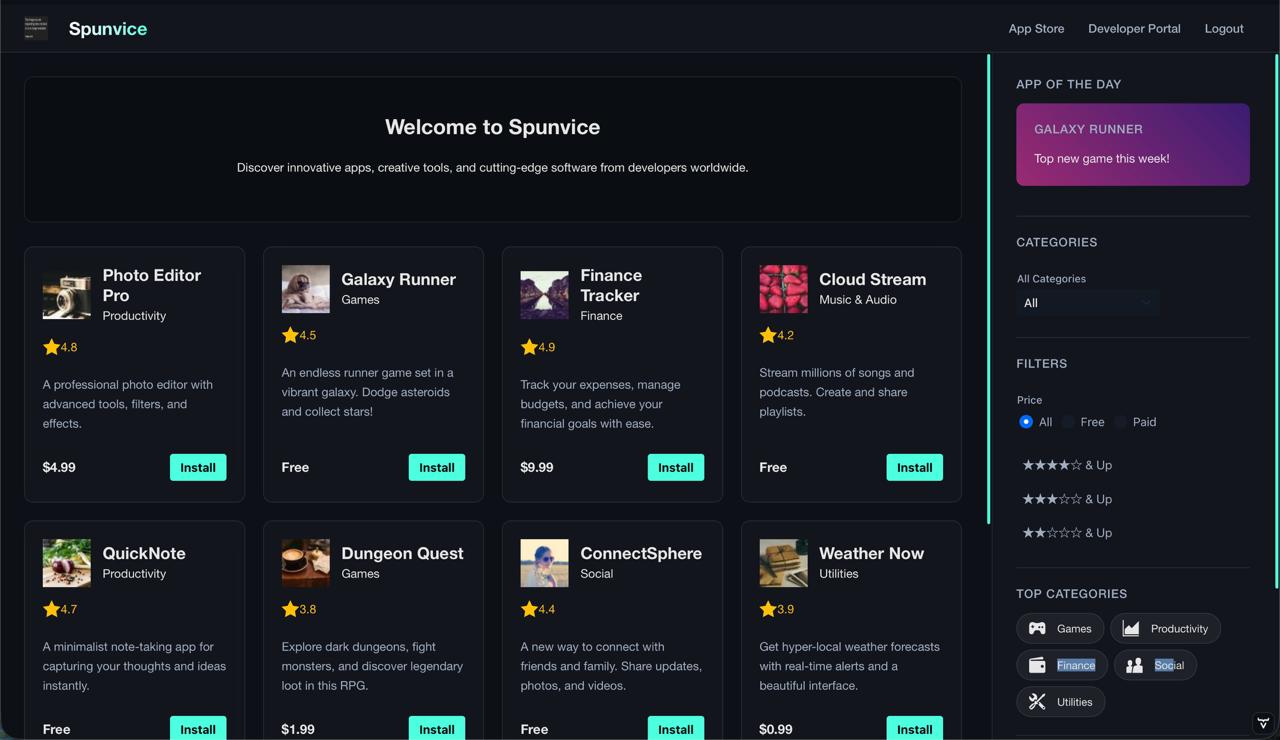 Spunvice
App Store
Developer Portal
Logout
Welcome to Spunvice
Discover innovative apps, creative tools, and cutting-edge software from developers worldwide.
Photo Editor
Pro
Productivity
4.8
A professional photo editor with
advanced tools, filters, and
effects.
$4.99
Install
Galaxy Runner
Games
4.5
An endless runner game set in a
vibrant galaxy. Dodge asteroids
and collect stars!
Free
Install
Finance
Tracker
Finance
4.9
Track your expenses, manage
budgets, and achieve your
financial goals with ease.
$9.99
Install
Cloud Stream
Music & Audio
4.2
Stream millions of songs and
podcasts. Create and share
playlists.
Free
Install
QuickNote
Productivity
4.7
A minimalist note-taking app for
capturing your thoughts and ideas
instantly.
Free
Install
Dungeon Quest
Games
3.8
Explore dark dungeons, fight
monsters, and discover legendary
loot in this RPG.
$1.99
Install
ConnectSphere
Social
4.4
A new way to connect with
friends and family. Share updates,
photos, and videos.
Free
Install
Weather Now
Utilities
3.9
Get hyper-local weather forecasts
with real-time alerts and a
beautiful interface.
$0.99
Install
APP OF THE DAY
GALAXY RUNNER
Top new game this week!
CATEGORIES
All Categories
All
FILTERS
Price
All Free Paid
★★★★☆ & Up
★★★☆☆ & Up
★★☆☆☆ & Up
TOP CATEGORIES
Games
Productivity
Finance
Social
Utilities